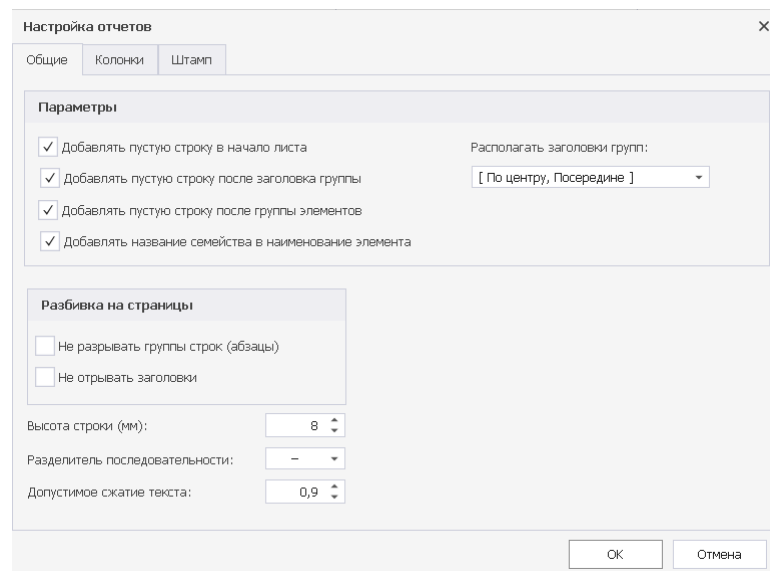 Настройка отчетов
Общие Колонки Штамп
Параметры
Добавлять пустую строку в начало листа
Располагать заголовки групп:
Добавлять пустую строку после заголовка группы
[ По центру, Посередине ]
Добавлять пустую строку после группы элементов
Добавлять название семейства в наименование элемента
Разбивка на страницы
Не разрывать группы строк (абзацы)
Не отрывать заголовки
Высота строки (мм): 8
Разделитель последовательности: –
Допустимое сжатие текста: 0,9
ОК Отмена